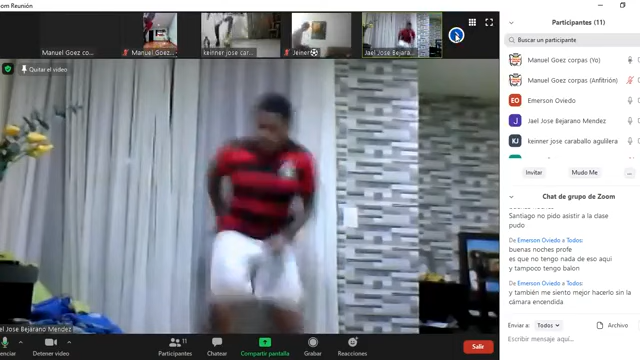 om Reunión
Manuel Goez co...
Manuel Goez...
keinner jose car...
Jeiner
Jael Jose Bejara...
Quitar el video
el Jose Bejarano Mendez
Participantes (11)
Buscar un participante
Manuel Goez corpas (Yo)
Manuel Goez corpas (Anfitrión)
EO Emerson Oviedo
J Jael Jose Bejarano Mendez
KJ keinner jose caraballo aguilera
Invitar
Mudo Me
...
Chat de grupo de Zoom
Santiago no pido asistir a la clase
pudo
De Emerson Oviedo a Todos:
buenas noches profe
es que no tengo nada de eso aqui
y tampoco tengo balon
De Emerson Oviedo a Todos:
y también me siento mejor hacerlo sin la
cámara encendida
Enviar a: Todos
Archivo
Escribir mensaje aquí...
enciar
Detener video
11
Participantes
Chatear
Compartir pantalla
Grabar
Reacciones
Salir